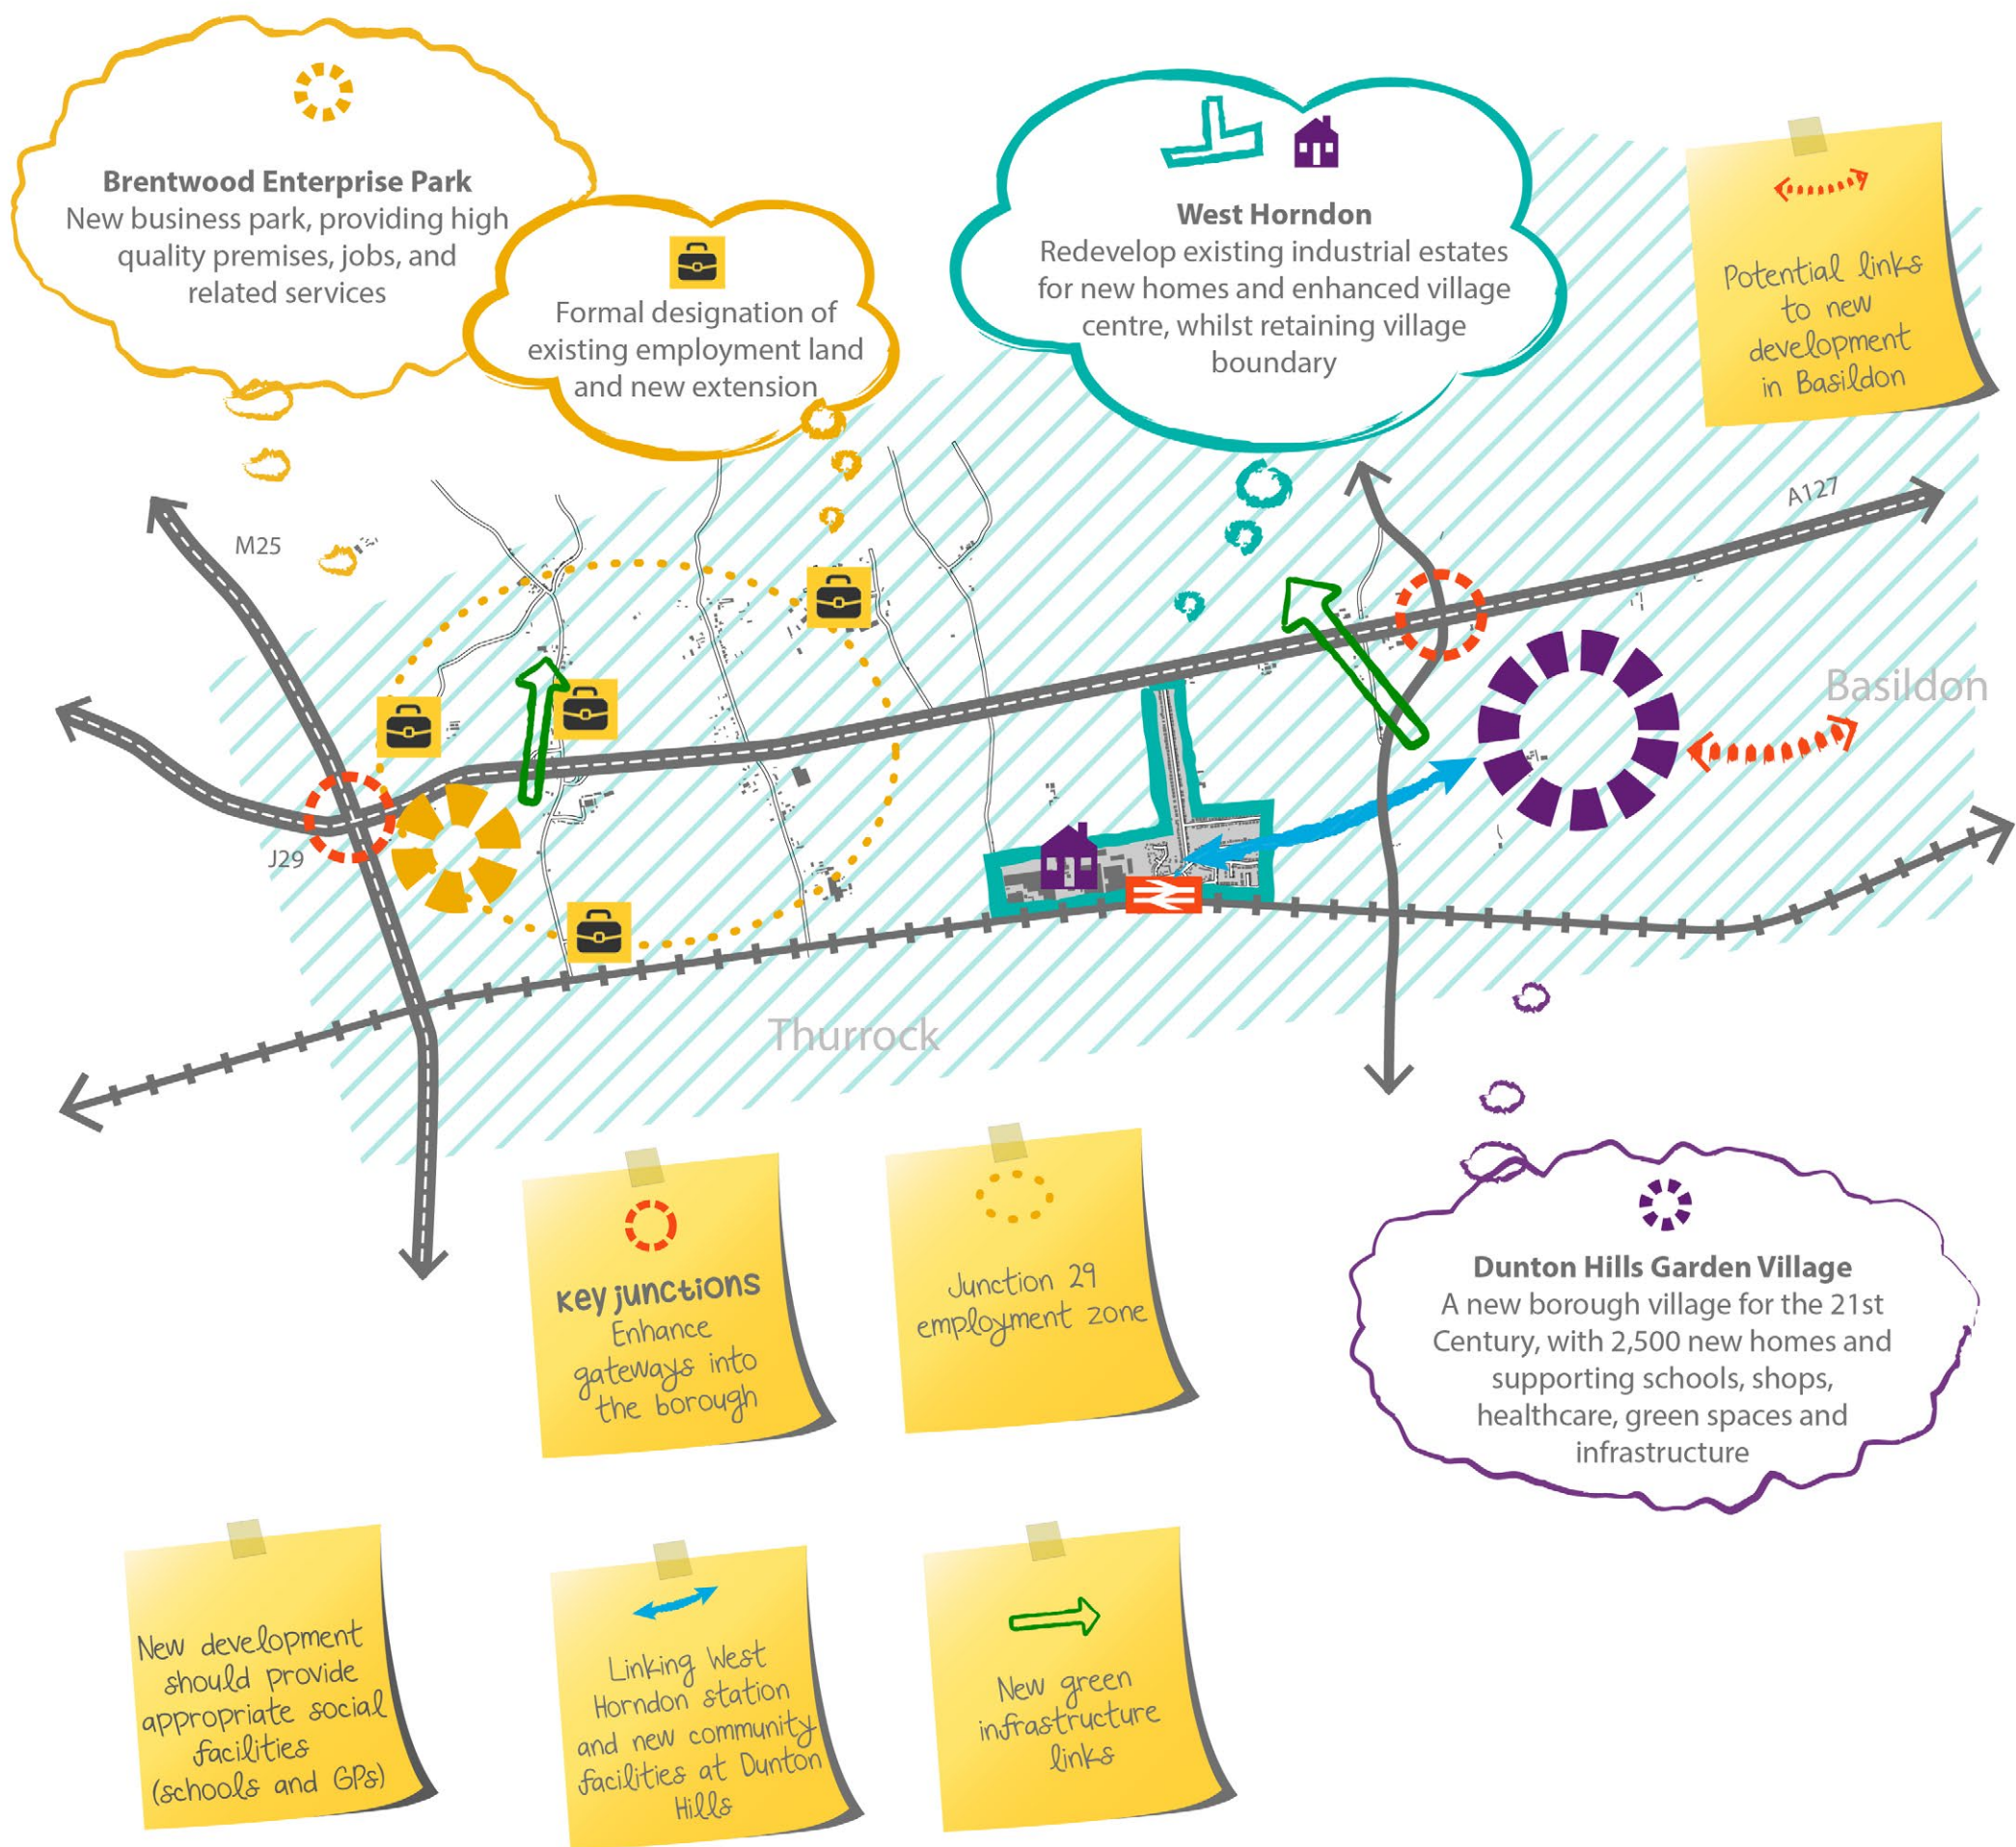 Brentwood Enterprise Park
New business park, providing high
quality premises, jobs, and
related services
Formal designation of
existing employment land
and new extension
West Horndon
Redevelop existing industrial estates
for new homes and enhanced village
centre, whilst retaining village
boundary
Potential links
to new
development
in Basildon
M25
A127
J29
Basildon
Thurrock
Key junctions
Enhance
gateways into
the borough
Junction 29
employment zone
Dunton Hills Garden Village
A new borough village for the 21st
Century, with 2,500 new homes and
supporting schools, shops,
healthcare, green spaces and
infrastructure
New development
should provide
appropriate social
facilities
(schools and GPs)
Linking West
Horndon station
and new community
facilities at Dunton
Hills
New green
infrastructure
links